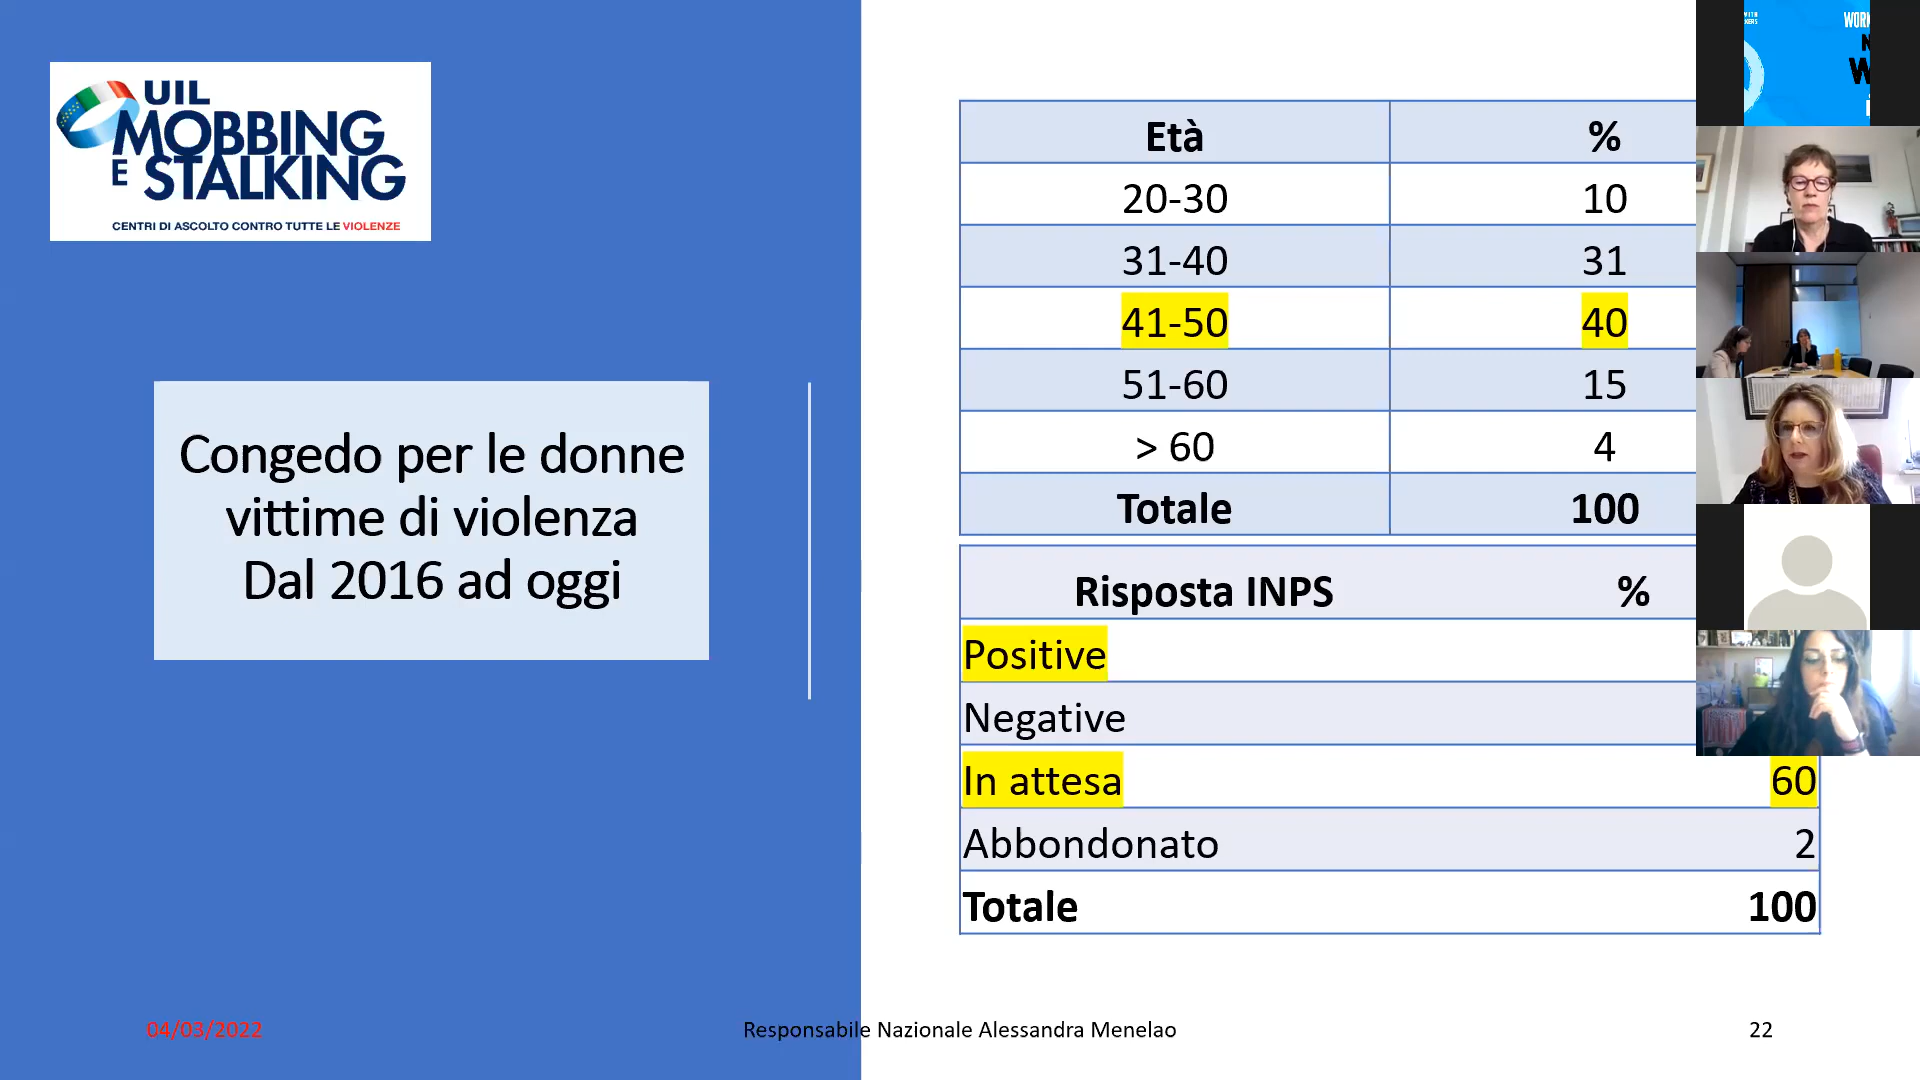 UIL
MOBBING
E STALKING
CENTRI DI ASCOLTO CONTRO TUTTE LE VIOLENZE
Congedo per le donne
vittime di violenza
Dal 2016 ad oggi
Età %
20-30 10
31-40 31
41-50 40
51-60 15
> 60 4
Totale 100
Risposta INPS %
Positive
Negative
In attesa 60
Abbondonato 2
Totale 100
04/03/2022
Responsabile Nazionale Alessandra Menelao
22